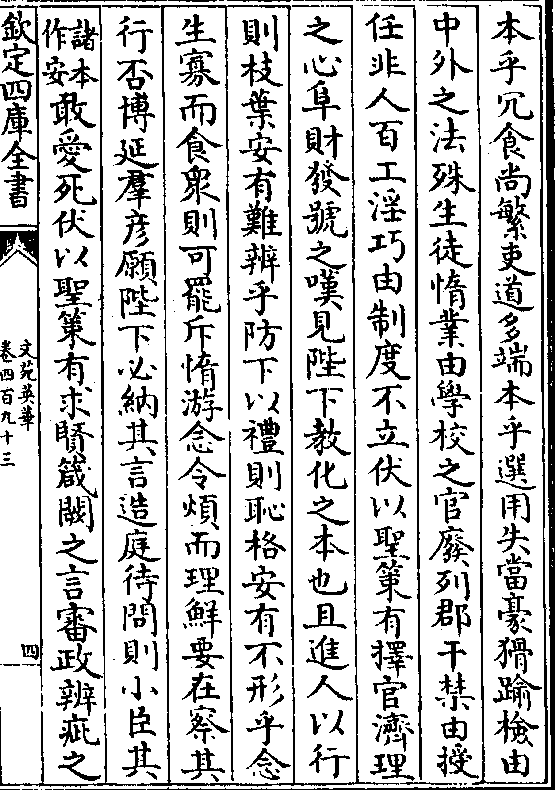 本乎冗食尚繁吏道多端本乎選用失當豪猾踰檢由
中外之法殊生徒惰業由學校之官廢列郡干禁由授
任非人百工淫巧由制度不立伏以聖策有擇官濟理
之心阜財發號之嘆見陛下教化之本也且進人以行
則枝葉安有難辨乎防下以禮則恥格安有不形乎念
生寡而食衆則可罷斥惰游念令煩而理鮮要在察其
行否博延羣彦願陛下必納其言造庭待問則小臣其
諸本
作安
敢愛死伏以聖策有求賢箴闕之言審政辨疵之
欽定四庫全書
文苑英華
卷四百九十三
四